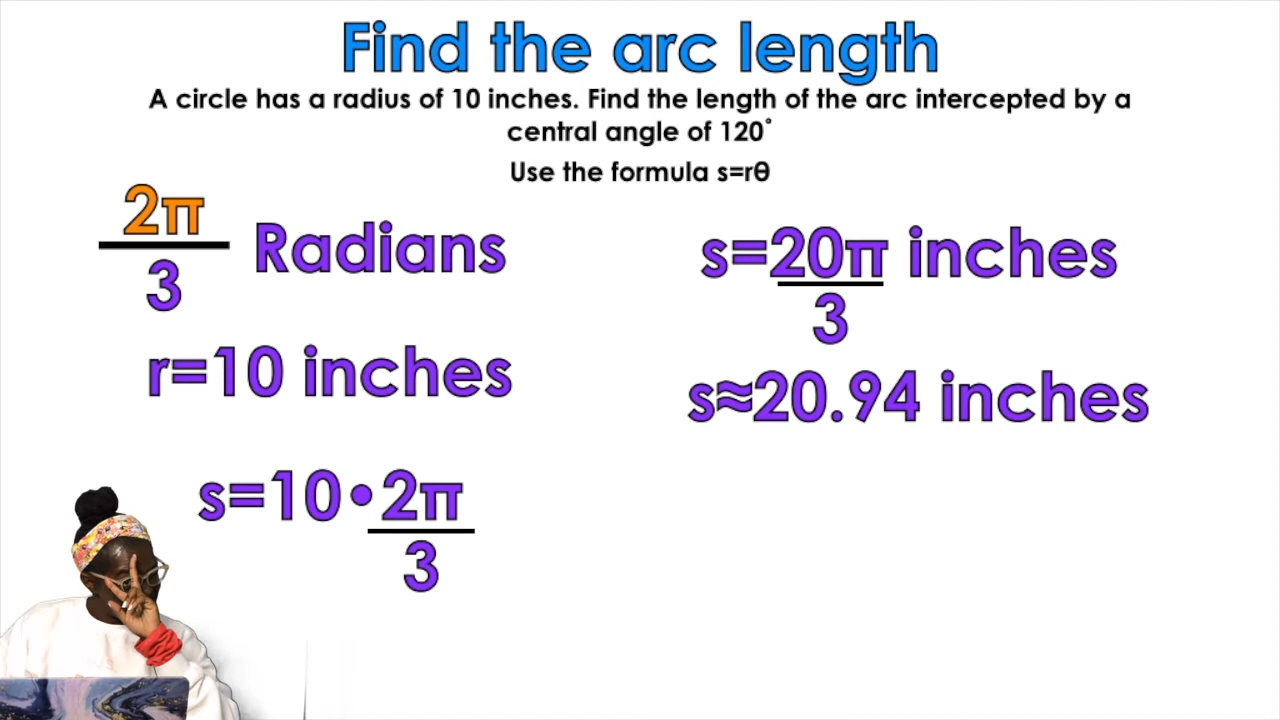 Find the arc length
A circle has a radius of 10 inches. Find the length of the arc intercepted by a
central angle of 120˚
Use the formula s=rθ
2π
3
Radians
r=10 inches
s=10•2π
3
s=20π inches
3
s≈20.94 inches